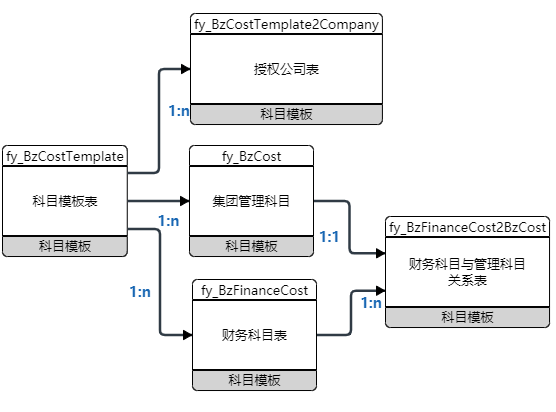 fy_BzCostTemplate2Company
授权公司表
科目模板
1:n
fy_BzCostTemplate
科目模板表
科目模板
1:n
1:n
fy_BzCost
集团管理科目
科目模板
1:1
fy_BzFinanceCost
财务科目表
科目模板
1:n
fy_BzFinanceCost2BzCost
财务科目与管理科目
关系表
科目模板